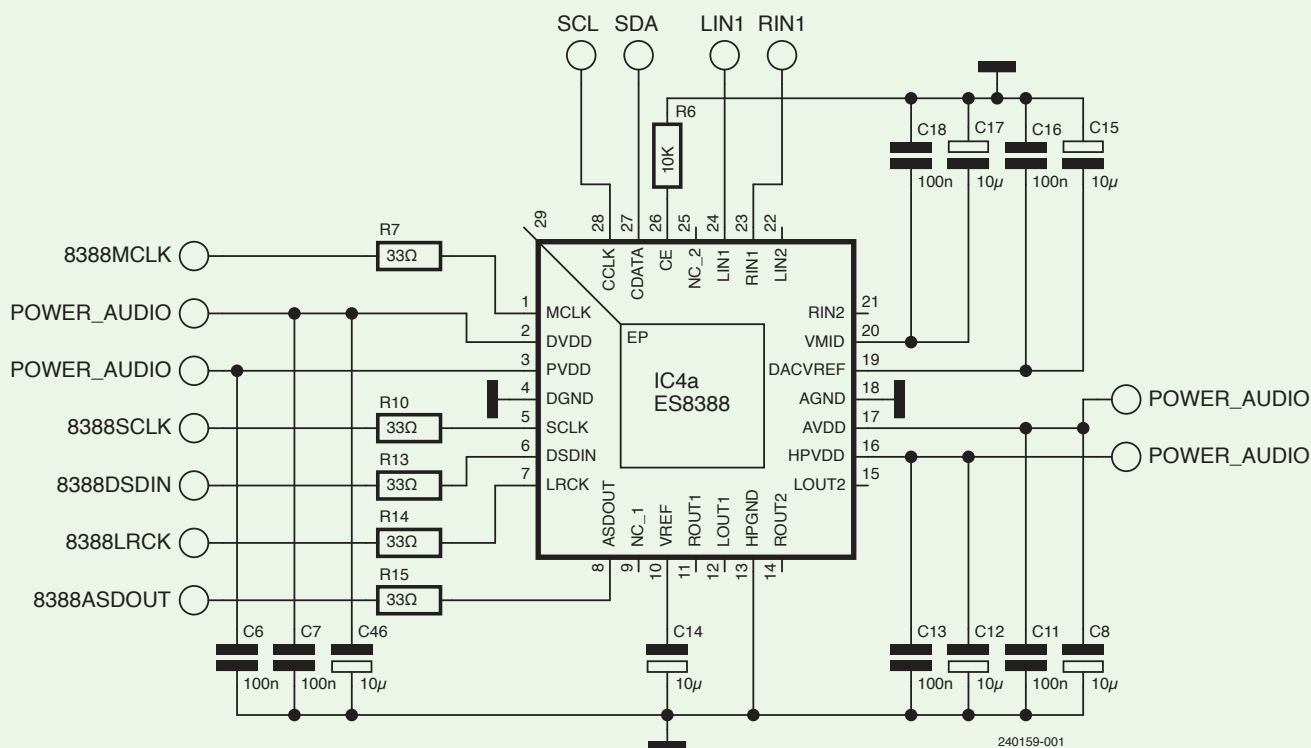 SCL SDA LIN1 RIN1
R6
10K
C18
100n
C17
10µ
C16
100n
C15
10µ
29
28 27 26 25 24 23 22
CCLK CDATA CE NC_2 LIN1 RIN1 LIN2
8388MCLK
R7
33Ω
POWER_AUDIO
POWER_AUDIO
8388SCLK
R10
33Ω
8388DSDIN
R13
33Ω
8388LRCK
R14
33Ω
8388ASDOUT
R15
33Ω
1 MCLK
2 DVDD
3 PVDD
4 DGND
5 SCLK
6 DSDIN
7 LRCK
EP
IC4a
ES8388
RIN2 21
VMID 20
DACVREF 19
AGND 18
AVDD 17
HPVDD 16
LOUT2 15
POWER_AUDIO
POWER_AUDIO
ASDOUT NC_1 VREF ROUT1 LOUT1 HPGND ROUT2
8 9 10 11 12 13 14
C6
100n
C7
100n
C46
10µ
C14
10µ
C13
100n
C12
10µ
C11
100n
C8
10µ
240159-001